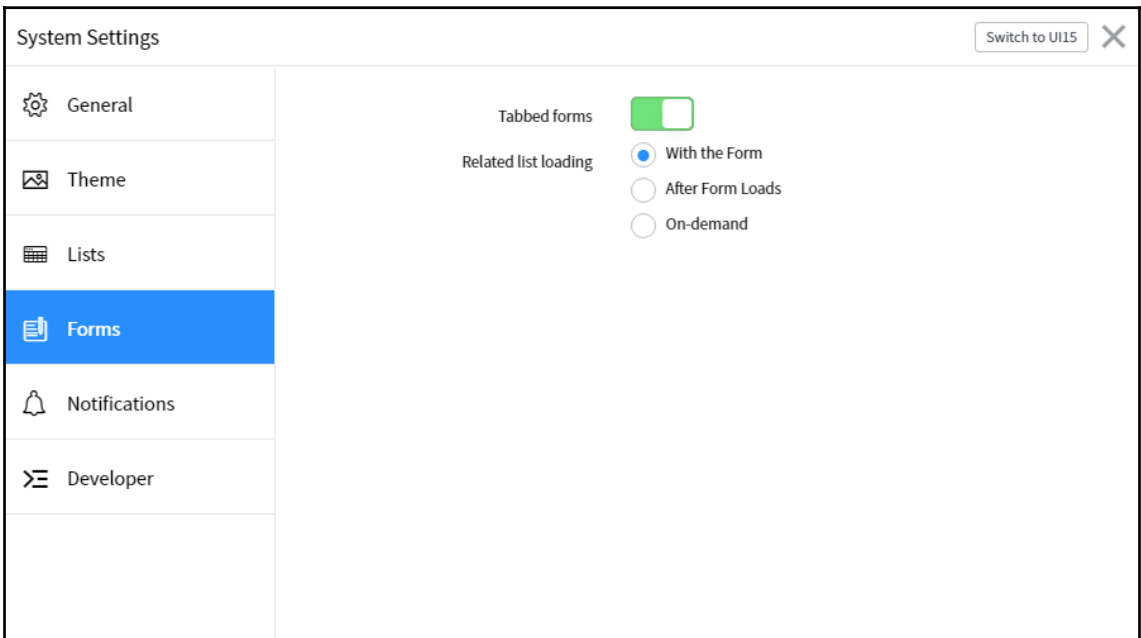 System Settings
Switch to UI15
General
Theme
Lists
Forms
Notifications
Developer
Tabbed forms
Related list loading
With the Form
After Form Loads
On-demand